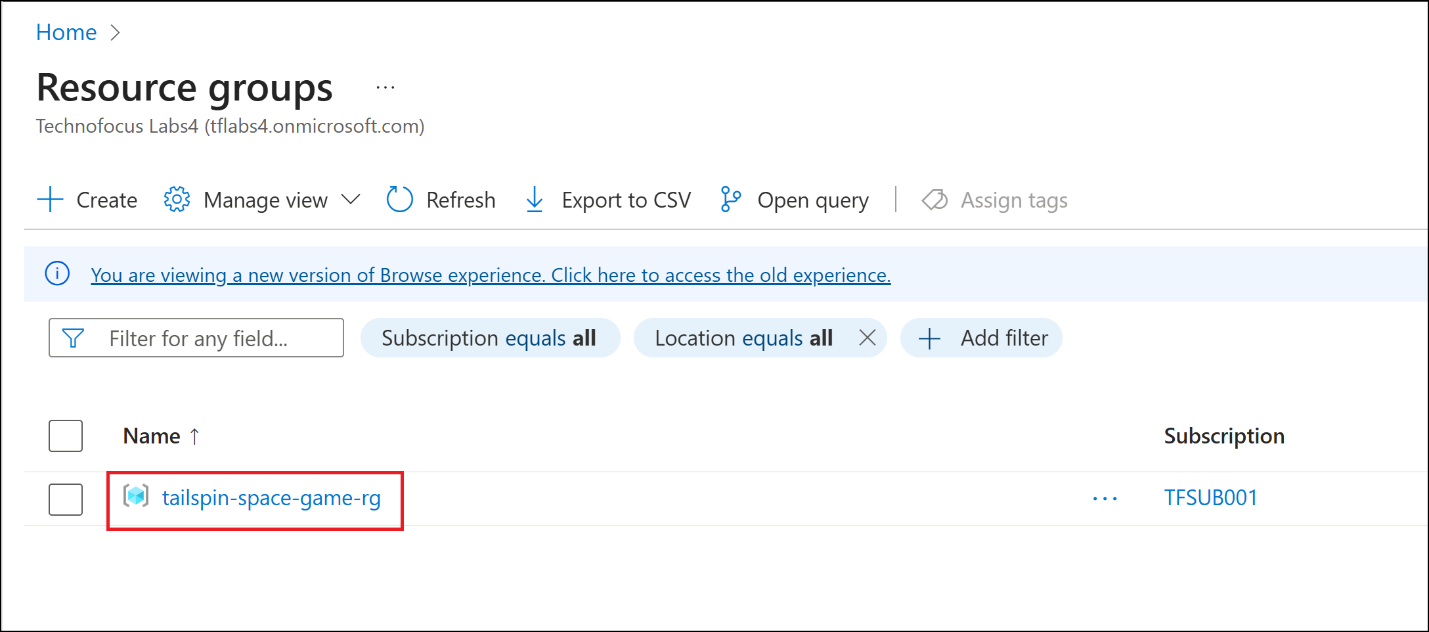 Home
Resource groups ...
Technofocus Labs4 (tflabs4.onmicrosoft.com)
Create Manage view Refresh Export to CSV Open query Assign tags
You are viewing a new version of Browse experience. Click here to access the old experience.
Filter for any field... Subscription equals all Location equals all Add filter
Name ↑ Subscription
tailspin-space-game-rg ... TFSUB001